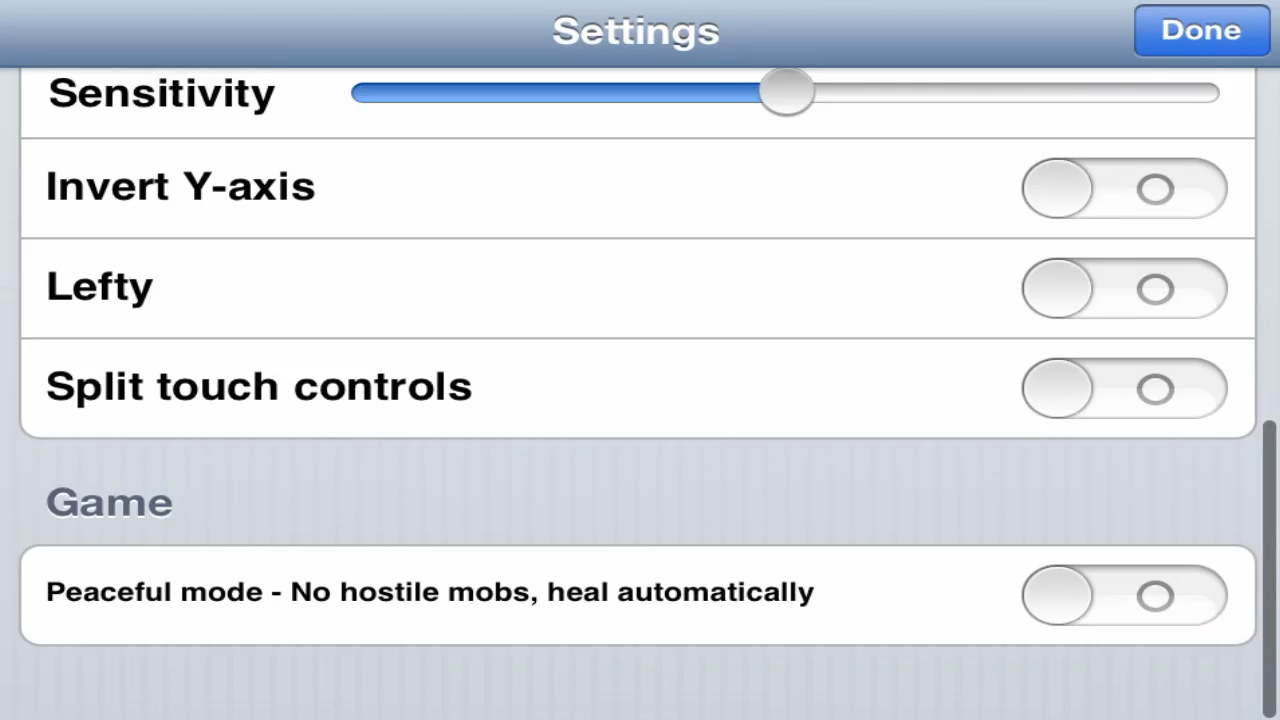 Settings
Done
Sensitivity
Invert Y-axis
Lefty
Split touch controls
Game
Peaceful mode - No hostile mobs, heal automatically